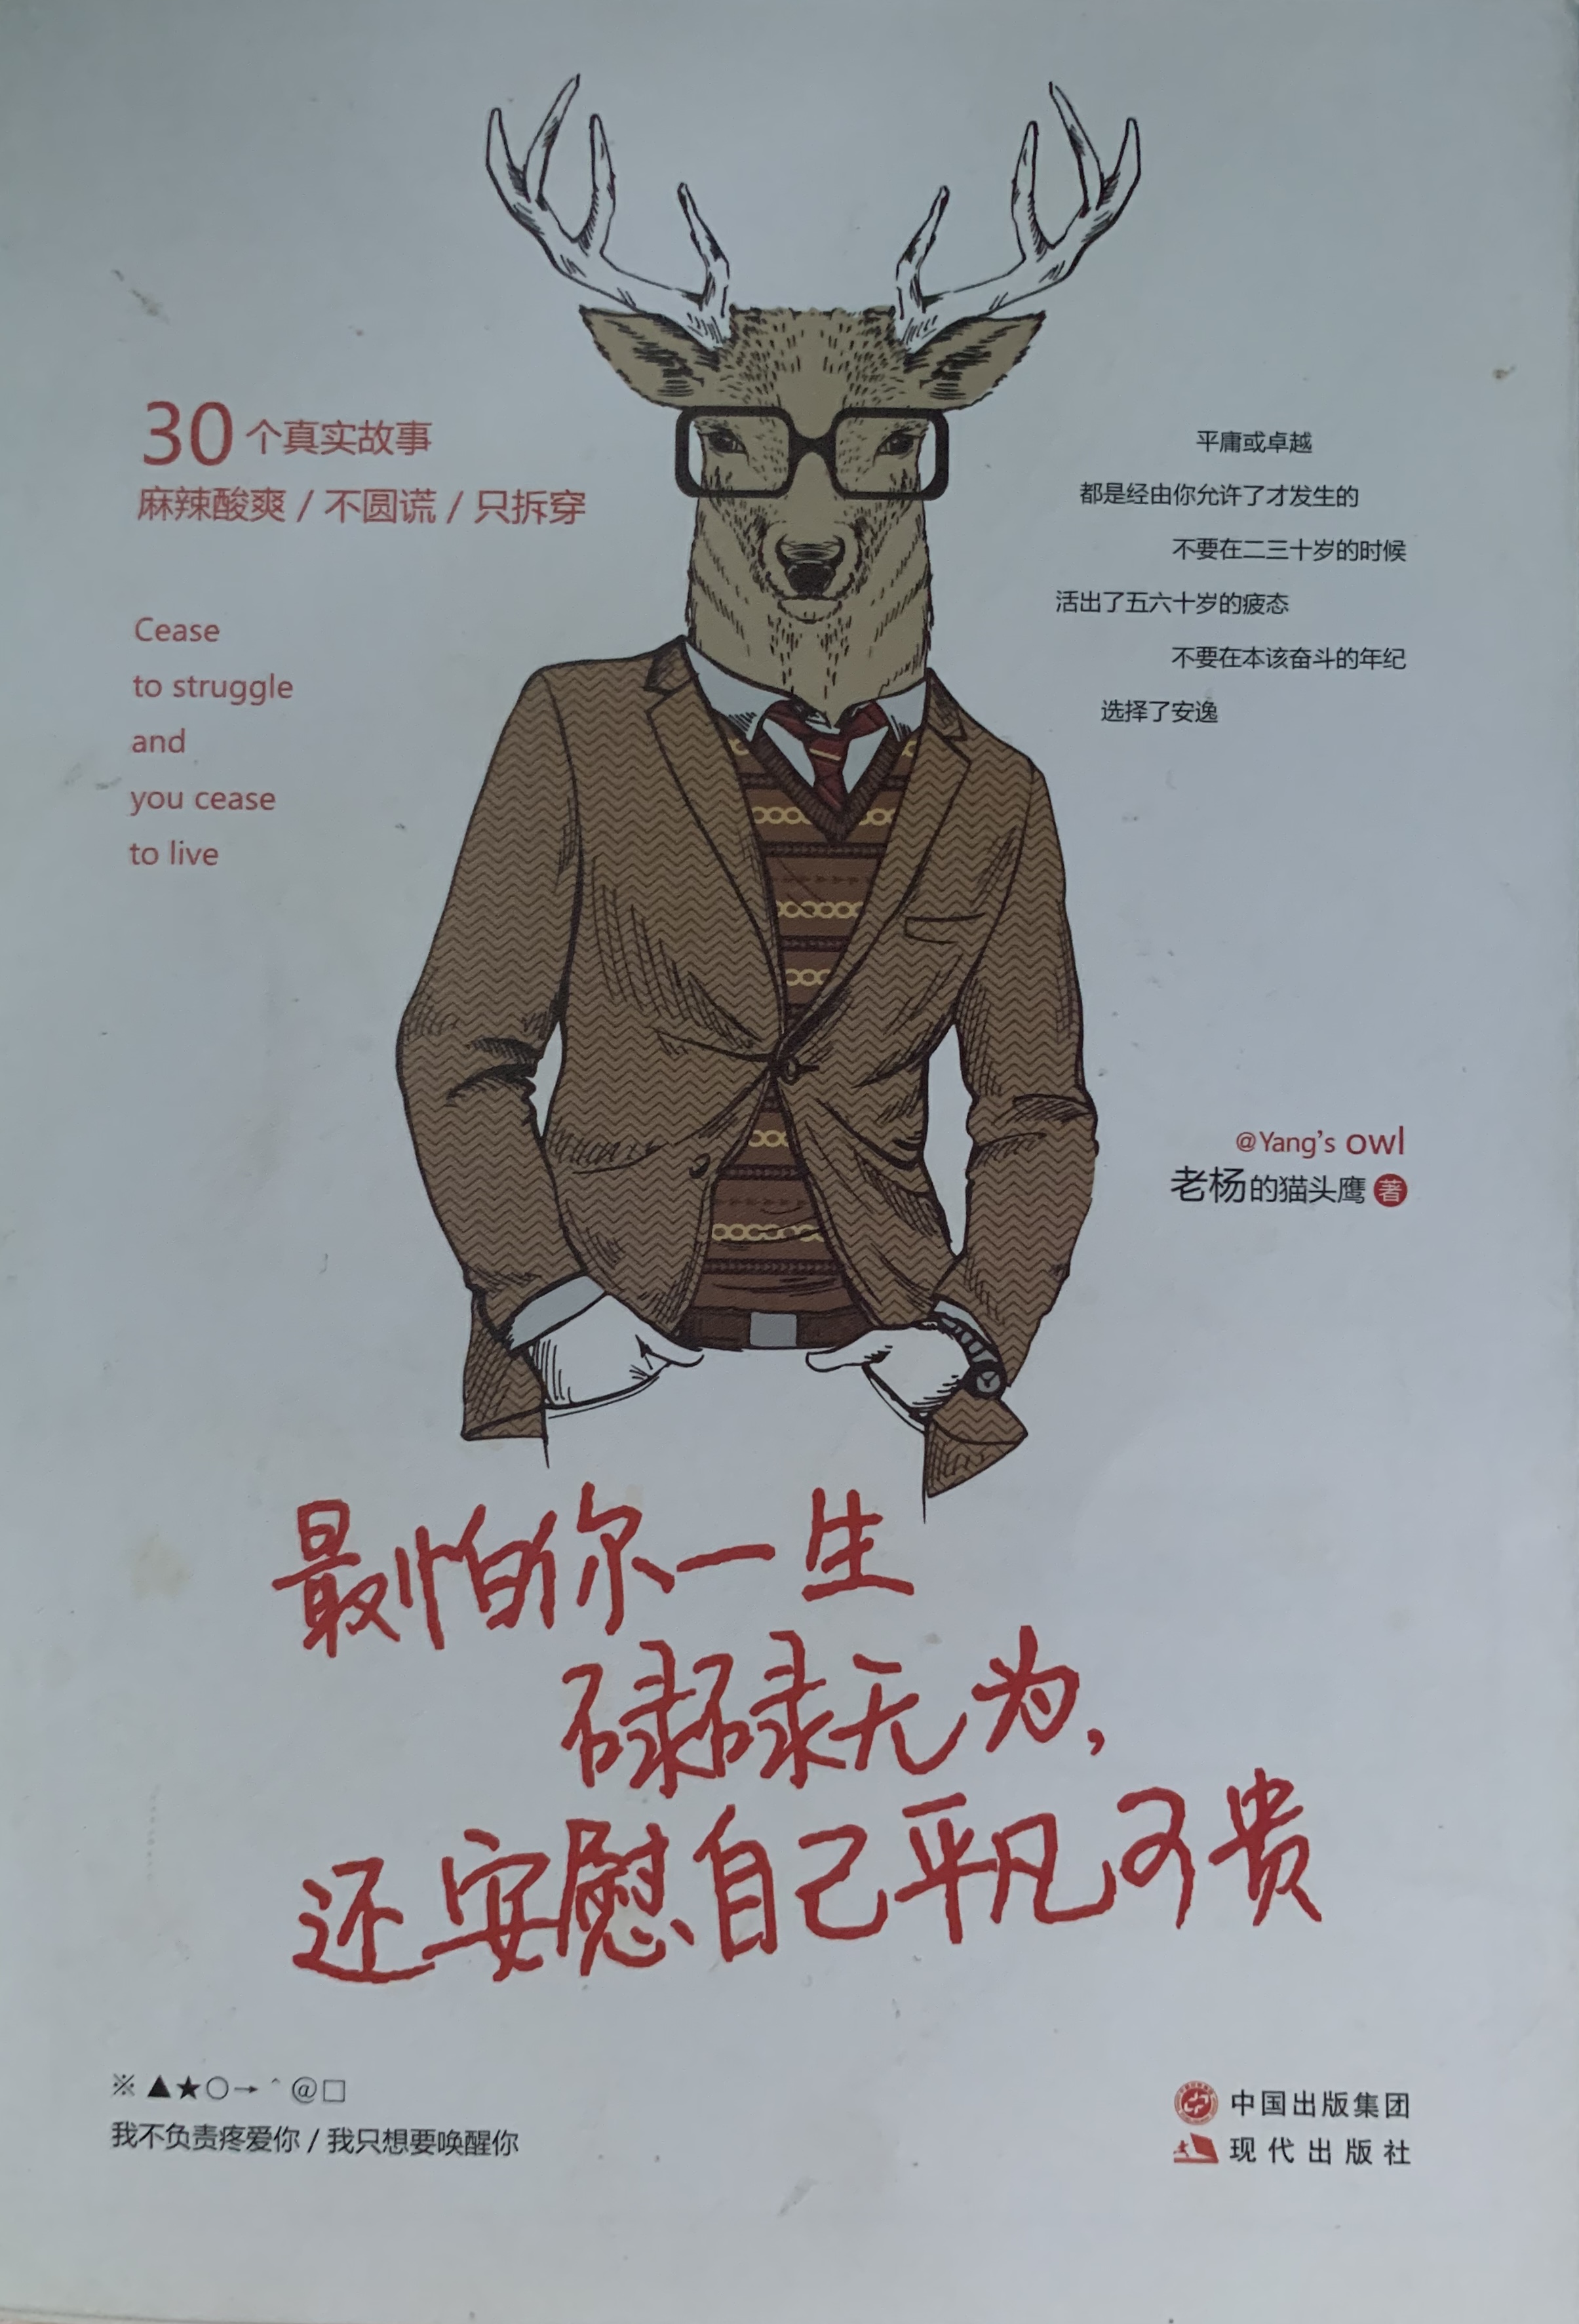 30个真实故事
麻辣酸爽 / 不圆谎 / 只拆穿
Cease
to struggle
and
you cease
to live
平庸或卓越
都是经由你允许了才发生的
不要在二三十岁的时候
活出了五六十岁的疲态
不要在本该奋斗的年纪
选择了安逸
@Yang's owl
老杨的猫头鹰 著
最怕你一生
碌碌无为，
还安慰自己平凡可贵
※▲★○→＾@□
我不负责疼爱你 / 我只想要唤醒你
中国出版集团
现代出版社